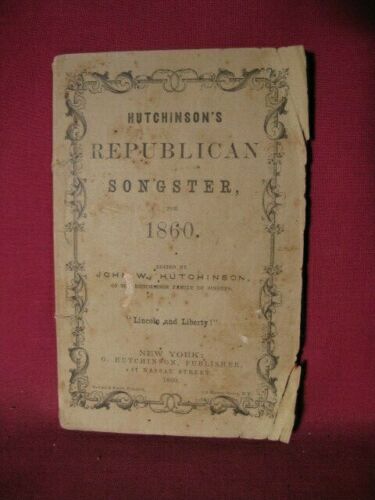 HUTCHINSON'S
REPUBLICAN
SONGSTER,
FOR
1860.
EDITED BY
JOHN W. HUTCHINSON,
OF THE HUTCHINSON FAMILY OF SINGERS.
"Lincoln and Liberty!"
NEW YORK:
O. HUTCHINSON, PUBLISHER,
NASSAU STREET.
1860.